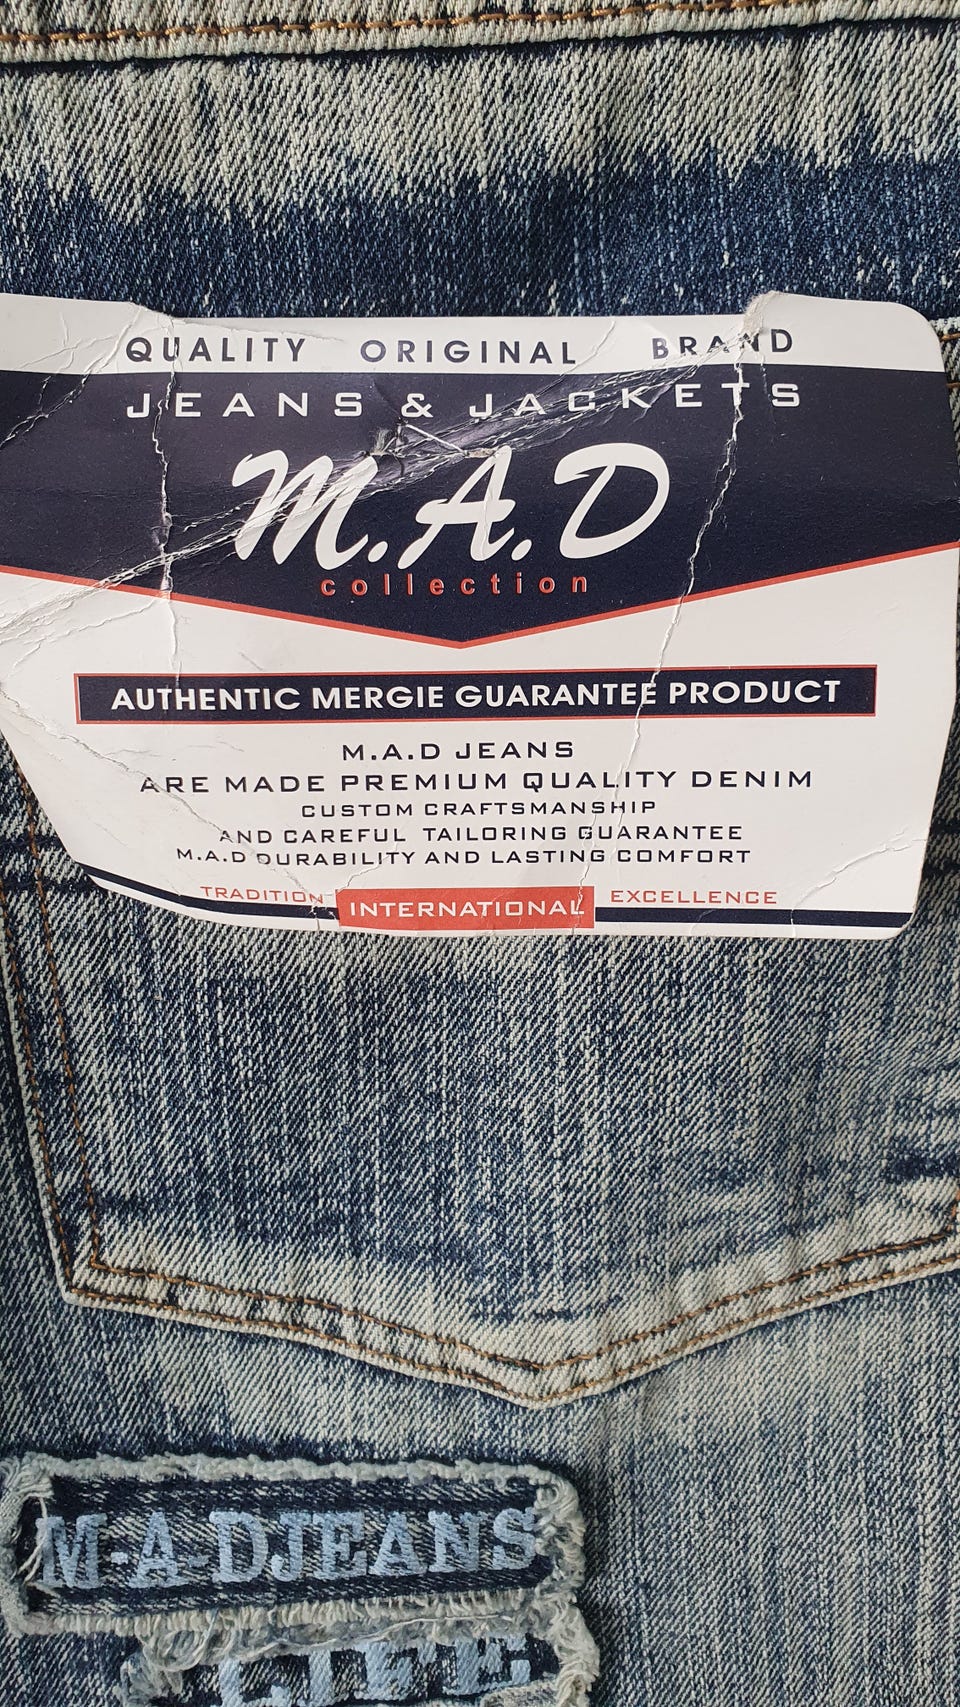 QUALITY ORIGINAL BRAND
JEANS & JACKETS
M.A.D
collection
AUTHENTIC MERGIE GUARANTEE PRODUCT
M.A.D JEANS
ARE MADE PREMIUM QUALITY DENIM
CUSTOM CRAFTSMANSHIP
AND CAREFUL TAILORING GUARANTEE
M.A.D DURABILITY AND LASTING COMFORT
TRADITION INTERNATIONAL EXCELLENCE
M-A-DJEANS
LIFE